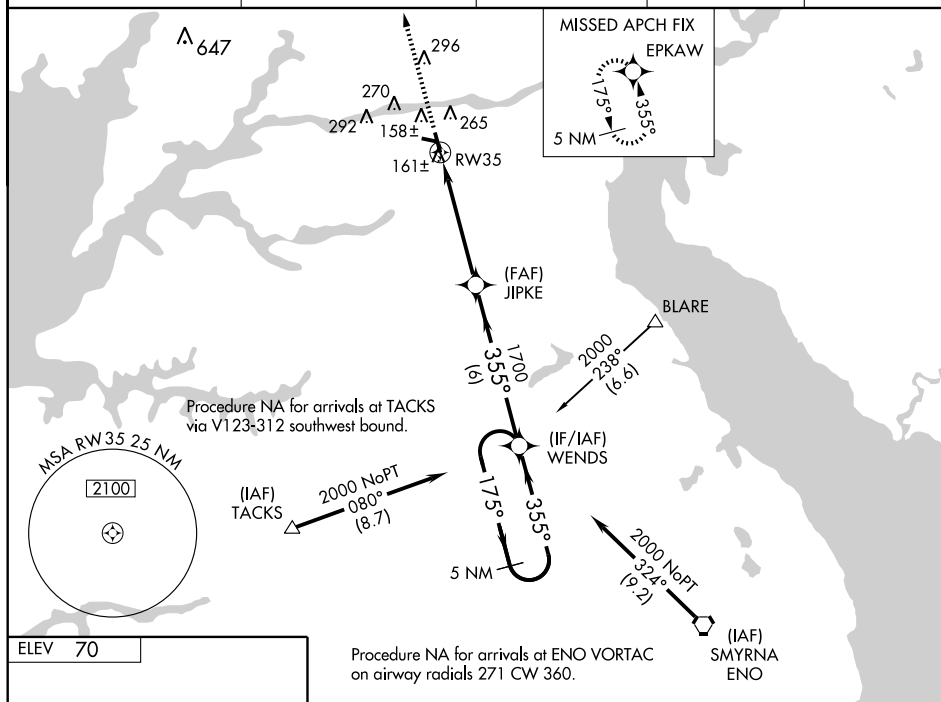 MISSED APCH FIX
EPKAW
175°
355°
5 NM
647
296
270
292
158±
265
161±
RW35
(FAF)
JIPKE
BLARE
2000
238°
(6.6)
1700
355°
(6)
Procedure NA for arrivals at TACKS
via V123-312 southwest bound.
(IF/IAF)
WENDS
MSA RW35 25 NM
2100
(IAF)
TACKS
2000 NoPT
080°
(8.7)
175°
355°
5 NM
2000 NoPT
324°
(9.2)
(IAF)
SMYRNA
ENO
ELEV 70
Procedure NA for arrivals at ENO VORTAC
on airway radials 271 CW 360.